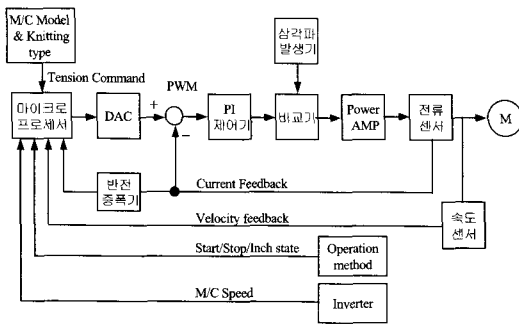 M/C Model
& Knitting
type
삼각파
발생기
Tension Command
PWM
마이크로
프로세서
DAC
+
−
PI
제어기
비교기
Power
AMP
전류
센서
M
반전
증폭기
Current Feedback
Velocity feedback
속도
센서
Start/Stop/Inch state
Operation
method
M/C Speed
Inverter